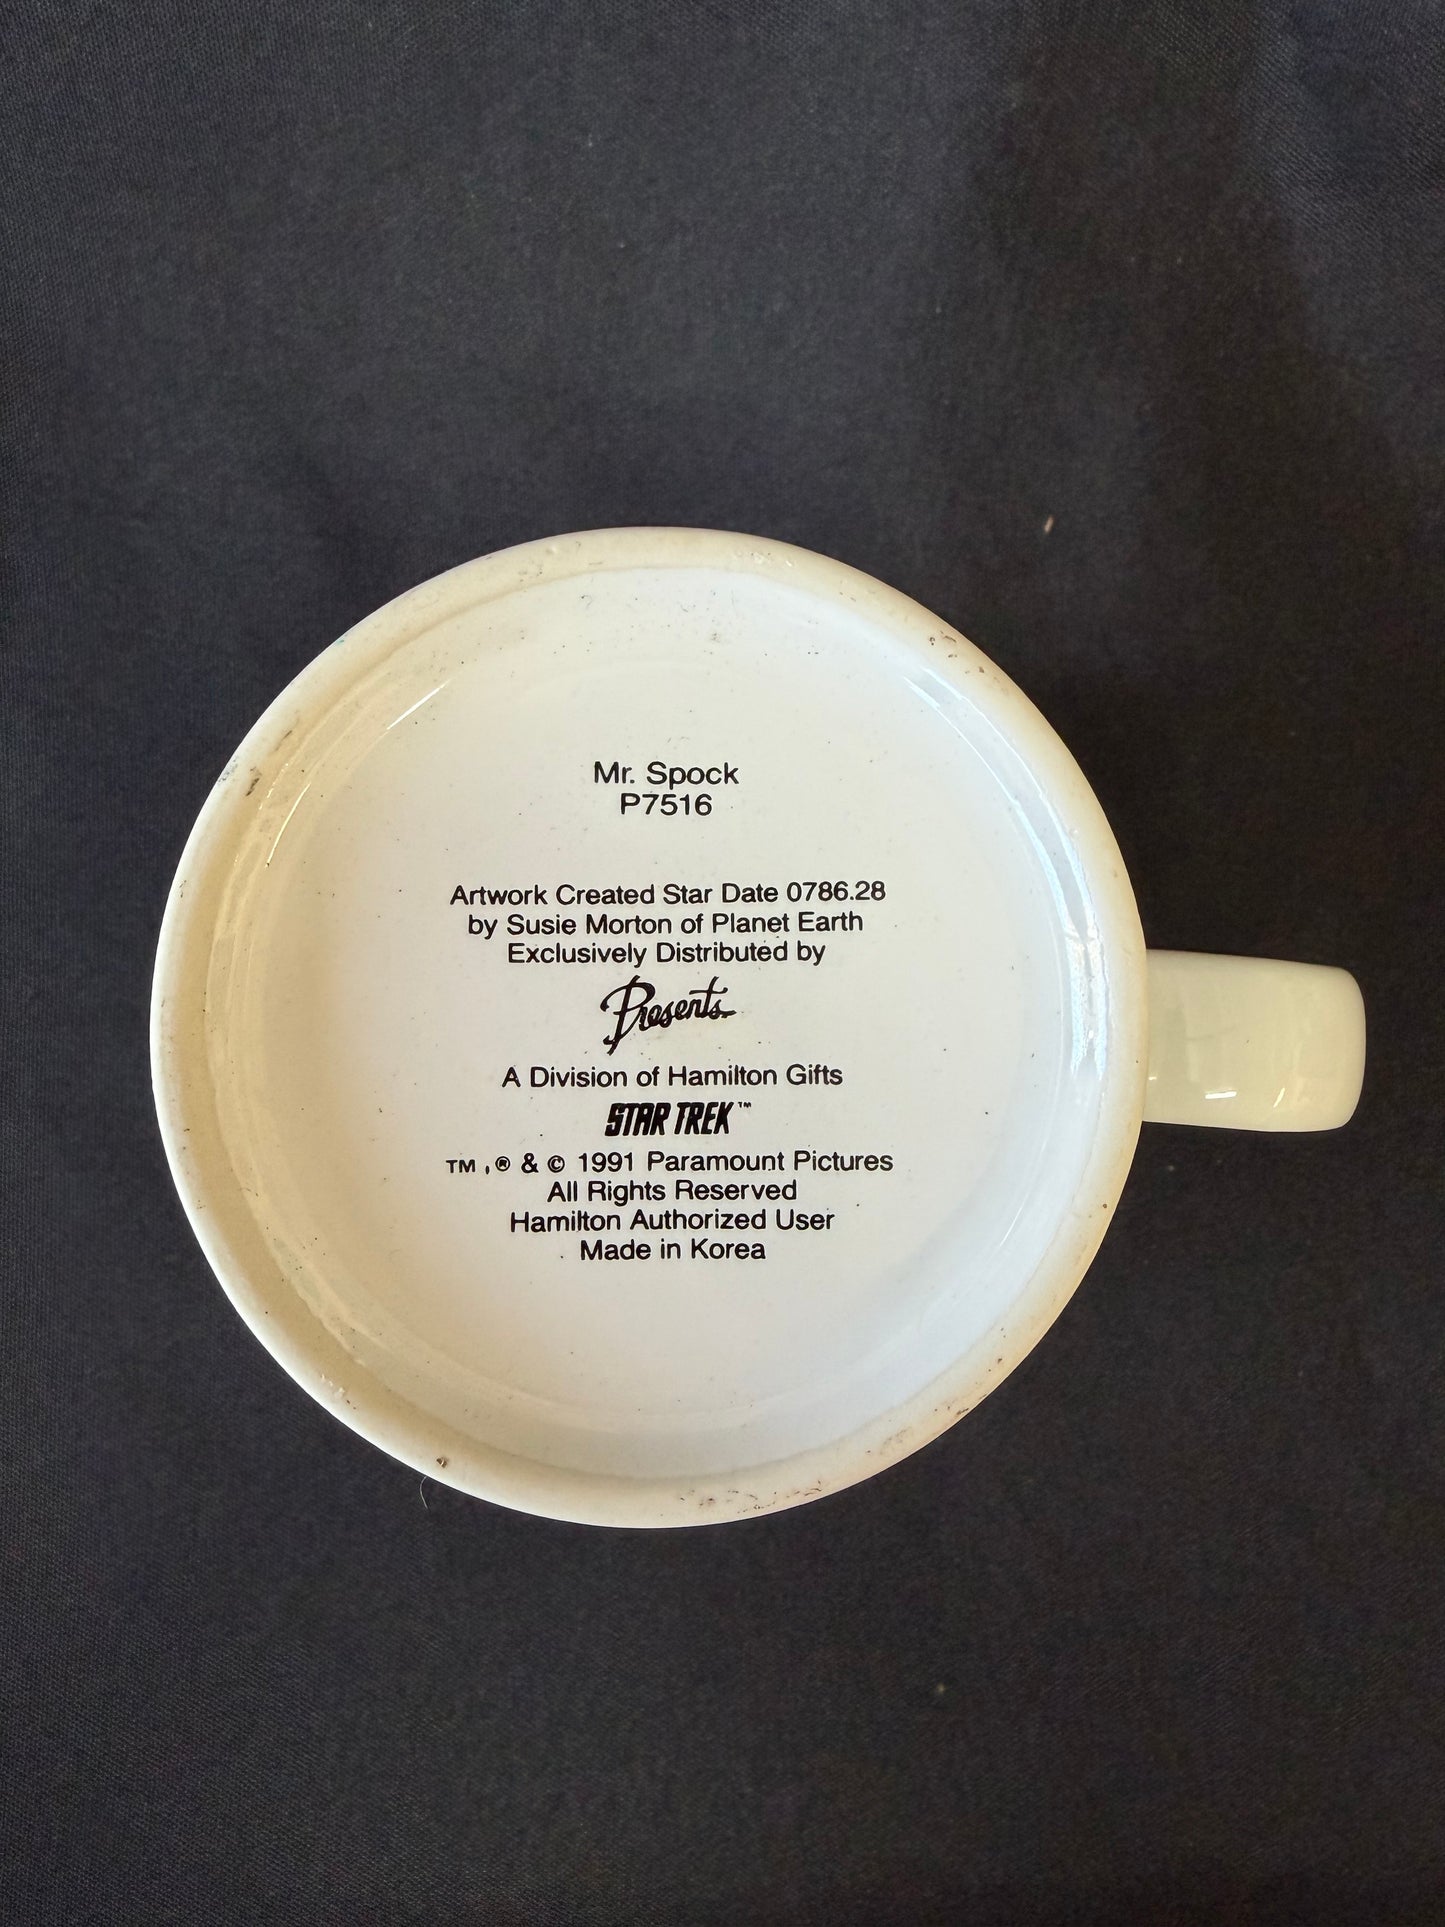 Mr. Spock
P7516
Artwork Created Star Date 0786.28
by Susie Morton of Planet Earth
Exclusively Distributed by
Presents
A Division of Hamilton Gifts
STAR TREK™
TM,® & © 1991 Paramount Pictures
All Rights Reserved
Hamilton Authorized User
Made in Korea